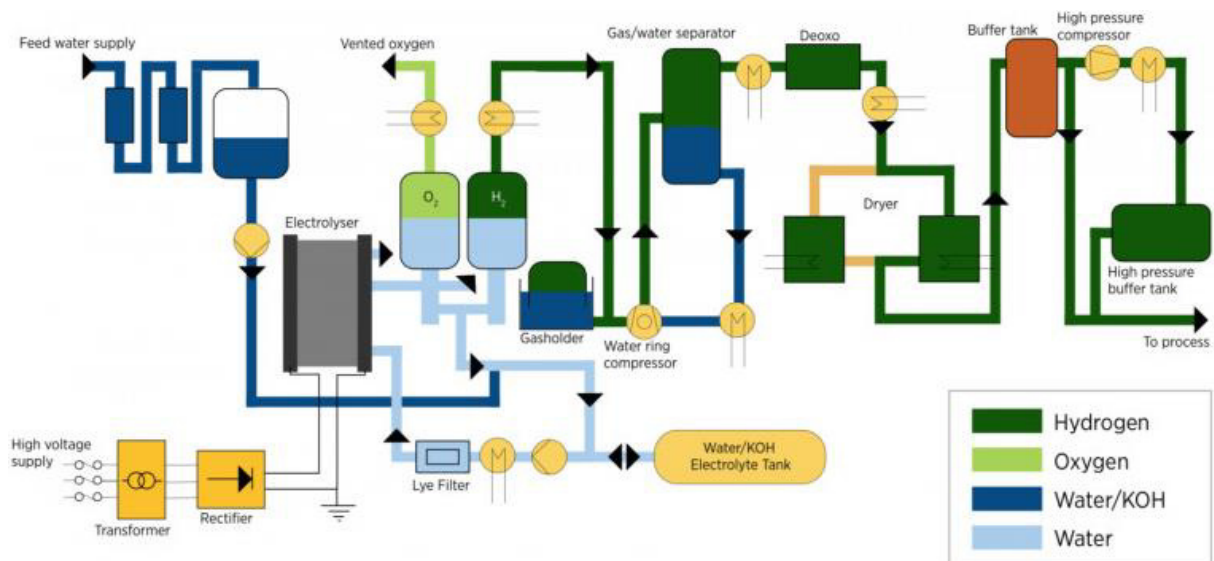 Feed water supply
Vented oxygen
Gas/water separator
Deoxo
Buffer tank
High pressure
compressor
O2
H2
Electrolyser
Dryer
Gasholder
Water ring
compressor
High pressure
buffer tank
To process
High voltage
supply
Transformer
Rectifier
Lye Filter
Water/KOH
Electrolyte Tank
Hydrogen
Oxygen
Water/KOH
Water